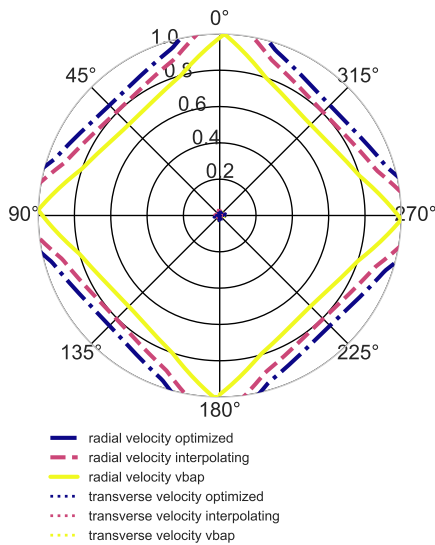 0°
1.0
45°
0.8
315°
0.6
0.4
0.2
90°
270°
135°
225°
180°
radial velocity optimized
radial velocity interpolating
radial velocity vbap
transverse velocity optimized
transverse velocity interpolating
transverse velocity vbap